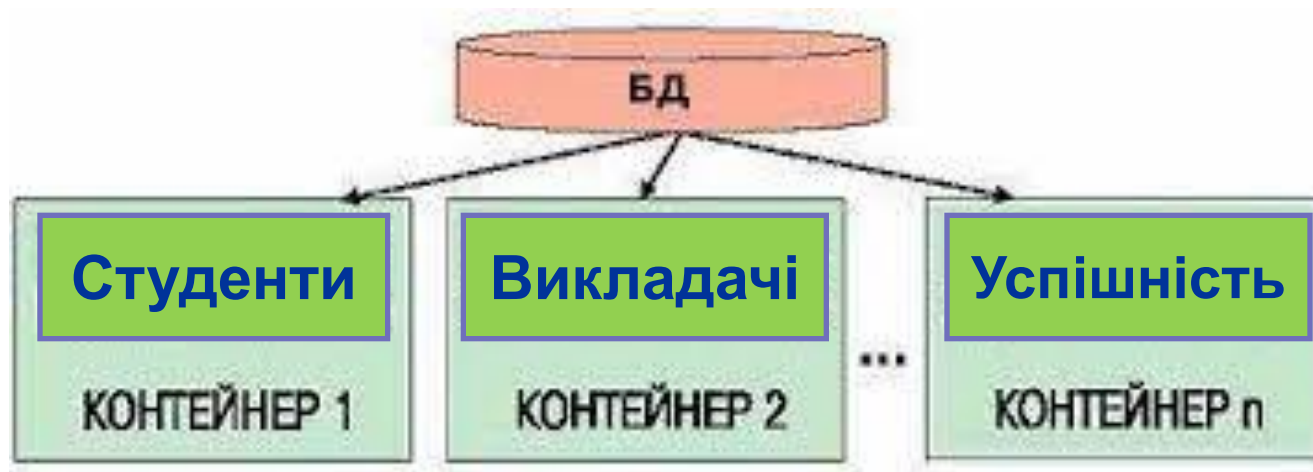 БД
Студенти
Викладачі
Успішність
...
КОНТЕЙНЕР 1
КОНТЕЙНЕР 2
КОНТЕЙНЕР n